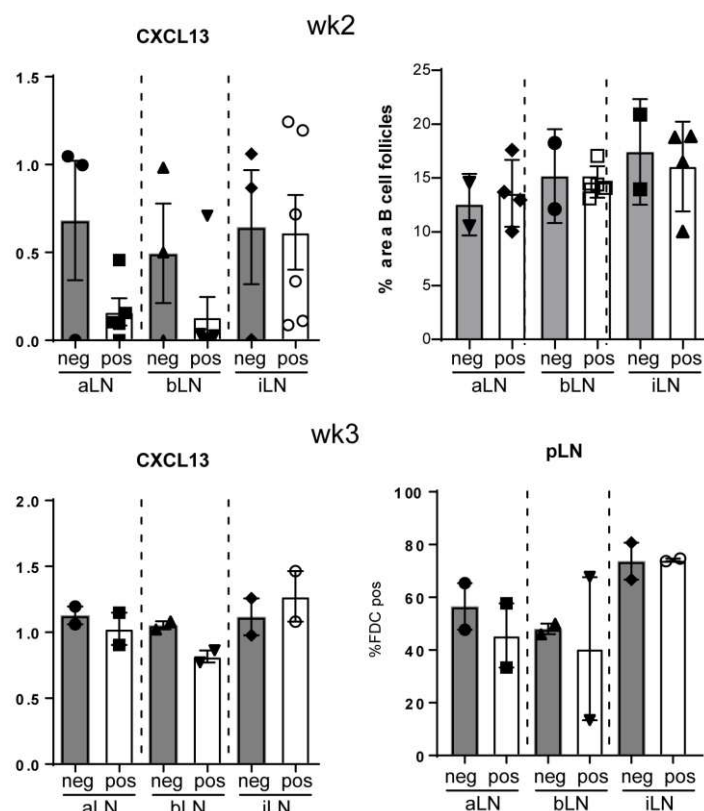 wk2
CXCL13
1.5
1.0
0.5
0.0
neg pos neg pos neg pos
aLN bLN iLN
% area B cell follicles
25
20
15
10
5
0
neg pos neg pos neg pos
aLN bLN iLN
wk3
CXCL13
2.0
1.5
1.0
0.5
0.0
neg pos neg pos neg pos
aLN bLN iLN
pLN
%FDC pos
100
80
60
40
20
0
neg pos neg pos neg pos
aLN bLN iLN